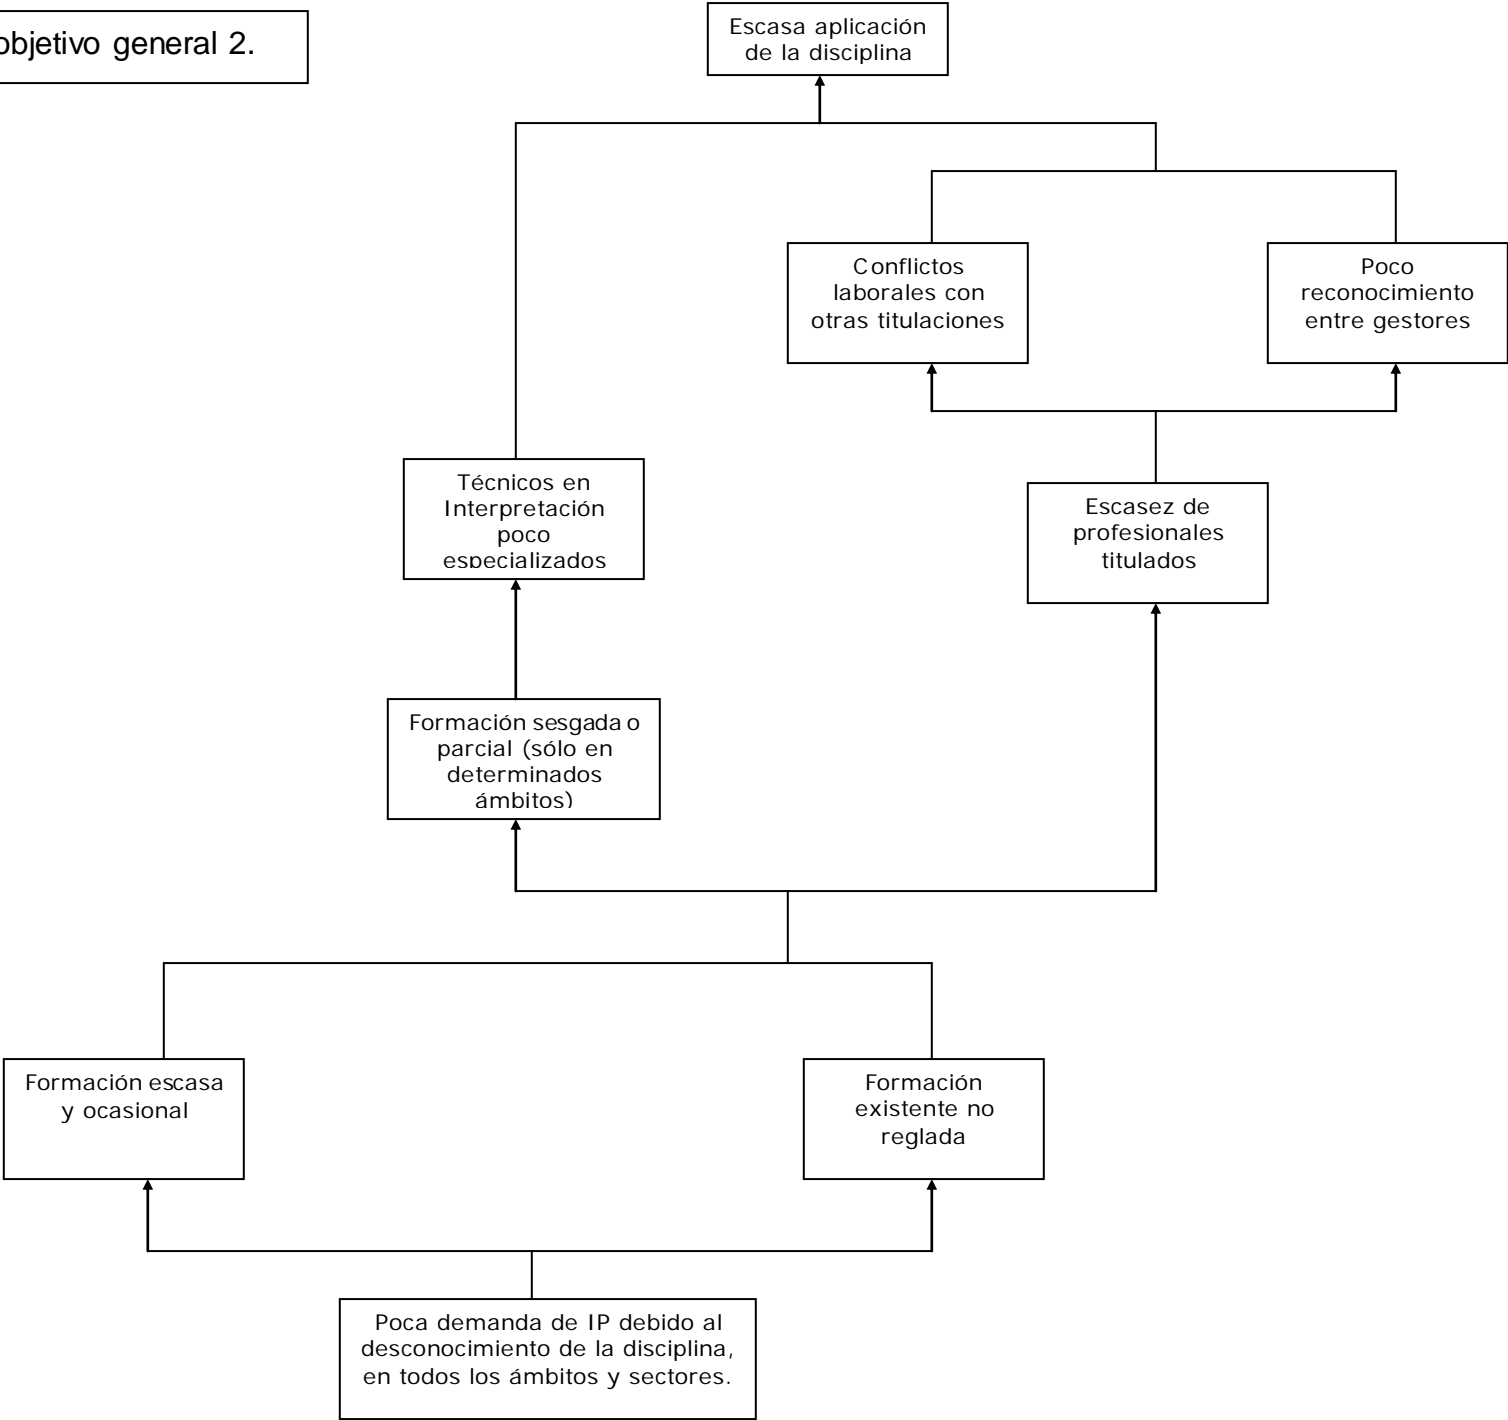 objetivo general 2.
Escasa aplicación
de la disciplina
Conflictos
laborales con
otras titulaciones
Poco
reconocimiento
entre gestores
Técnicos en
Interpretación
poco
especializados
Escasez de
profesionales
titulados
Formación sesgada o
parcial (sólo en
determinados
ámbitos)
Formación escasa
y ocasional
Formación
existente no
reglada
Poca demanda de IP debido al
desconocimiento de la disciplina,
en todos los ámbitos y sectores.